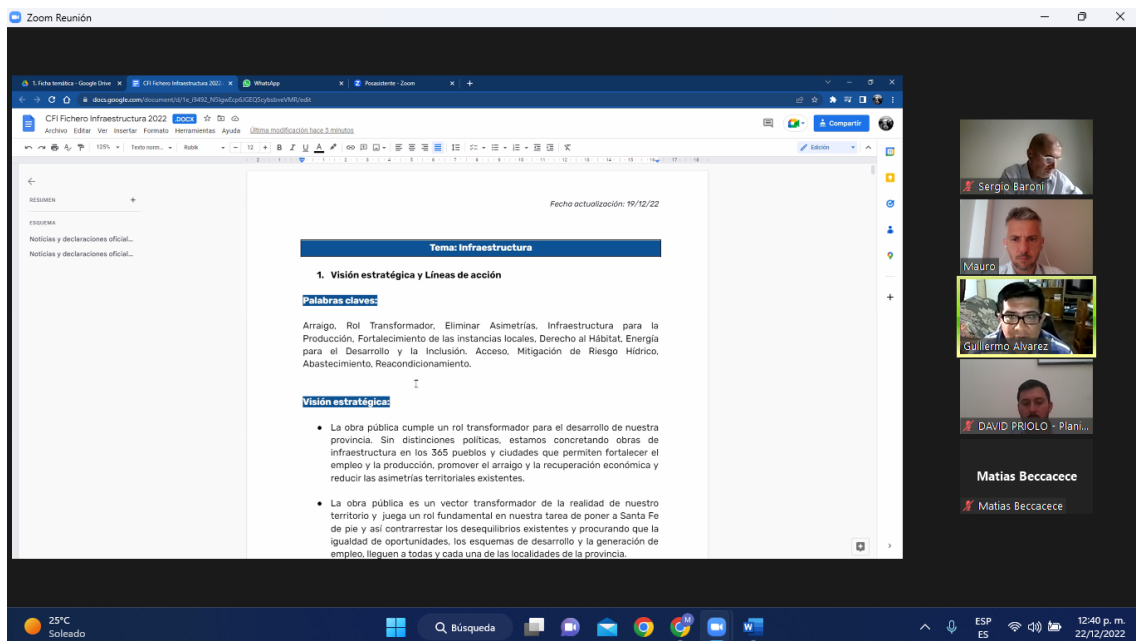 Zoom Reunión
1. Ficha temática - Google Drive
CFI Fichero Infraestructura 2022.
WhatsApp
Posasistente - Zoom
CFI Fichero Infraestructura 2022 .DOCX
Archivo Editar Ver Insertar Formato Herramientas Ayuda Última modificación hace 5 minutos
Compartir
125% Texto norm... Rubik 12 Edición
RESUMEN
ESQUEMA
Noticias y declaraciones oficial...
Noticias y declaraciones oficial...
Fecha actualización: 19/12/22
Tema: Infraestructura
1. Visión estratégica y Líneas de acción
Palabras claves:
Arraigo, Rol Transformador, Eliminar Asimetrías, Infraestructura para la
Producción, Fortalecimiento de las instancias locales, Derecho al Hábitat, Energía
para el Desarrollo y la Inclusión. Acceso, Mitigación de Riesgo Hídrico,
Abastecimiento, Reacondicionamiento.
Visión estratégica:
● La obra pública cumple un rol transformador para el desarrollo de nuestra
provincia. Sin distinciones políticas, estamos concretando obras de
infraestructura en los 365 pueblos y ciudades que permiten fortalecer el
empleo y la producción, promover el arraigo y la recuperación económica y
reducir las asimetrías territoriales existentes.
● La obra pública es un vector transformador de la realidad de nuestro
territorio y juega un rol fundamental en nuestra tarea de poner a Santa Fe
de pie y así contrarrestar los desequilibrios existentes y procurando que la
igualdad de oportunidades, los esquemas de desarrollo y la generación de
empleo, lleguen a todas y cada una de las localidades de la provincia.
Sergio Baroni
Mauro
Guillermo Alvarez
DAVID PRIOLO - Plani...
Matias Beccacece
Matias Beccacece
25°C
Soleado
Búsqueda
ESP
ES
12:40 p. m.
22/12/2022